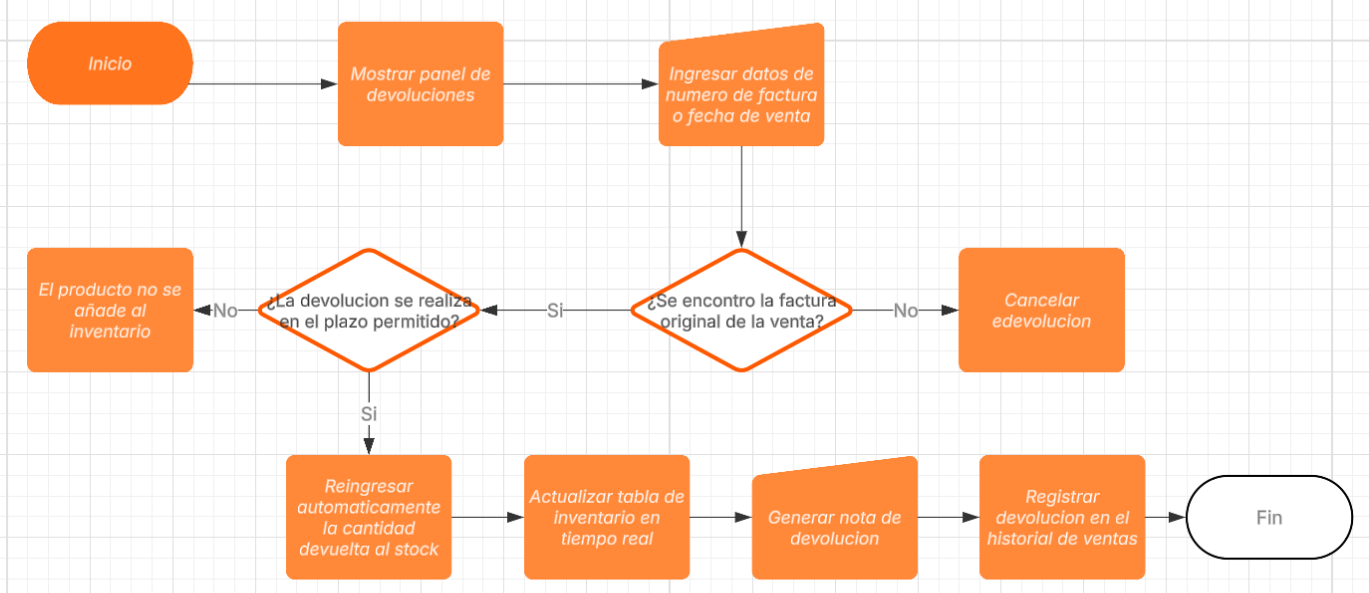 Inicio
Mostrar panel de
devoluciones
Ingresar datos de
numero de factura
o fecha de venta
El producto no se
añade al
inventario
No
¿La devolucion se realiza
en el plazo permitido?
Si
¿Se encontro la factura
original de la venta?
No
Cancelar
edevolucion
Si
Reingresar
automaticamente
la cantidad
devuelta al stock
Actualizar tabla de
inventario en
tiempo real
Generar nota de
devolucion
Registrar
devolucion en el
historial de ventas
Fin